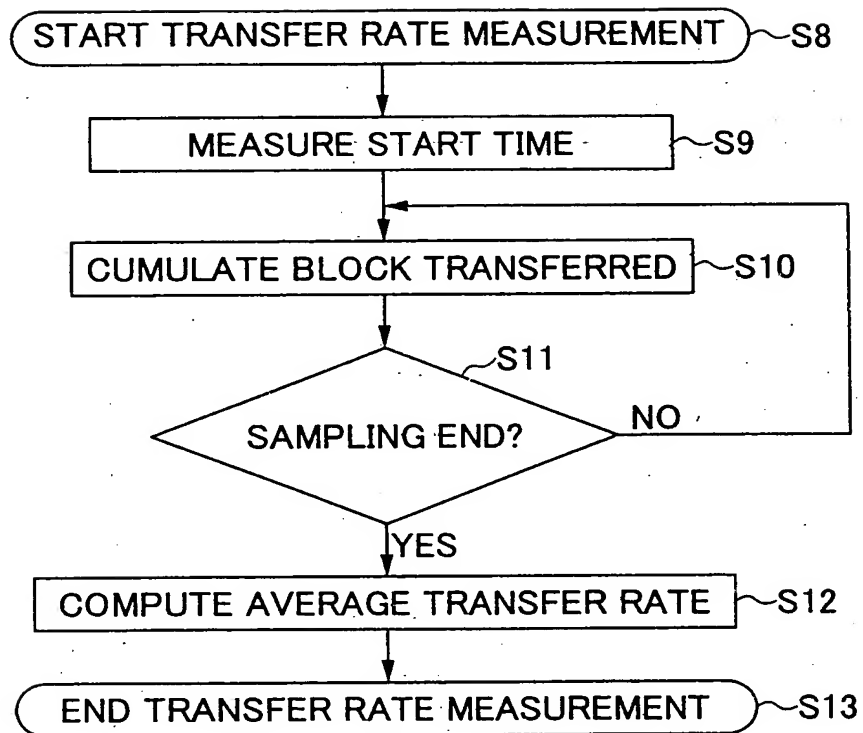 START TRANSFER RATE MEASUREMENT S8
MEASURE START TIME S9
CUMULATE BLOCK TRANSFERRED S10
S11
SAMPLING END? NO
YES
COMPUTE AVERAGE TRANSFER RATE S12
END TRANSFER RATE MEASUREMENT S13